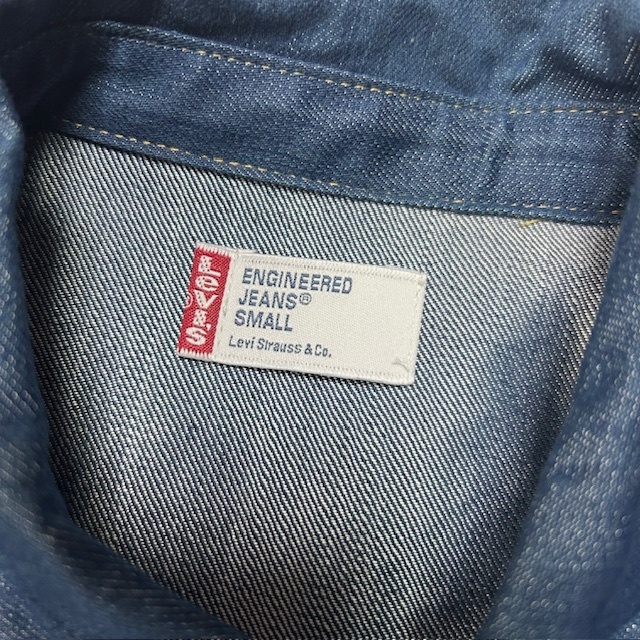 LEVI'S
ENGINEERED
JEANS®
SMALL
Levi Strauss & Co.